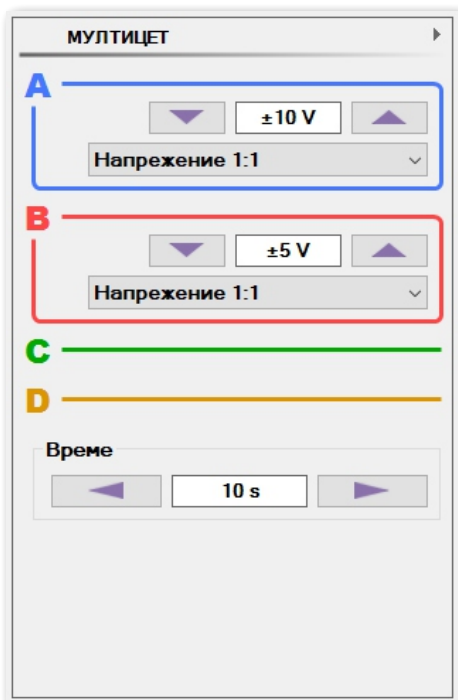 МУЛТИЦЕТ
A
±10 V
Напрежение 1:1
B
±5 V
Напрежение 1:1
C
D
Време
10 s